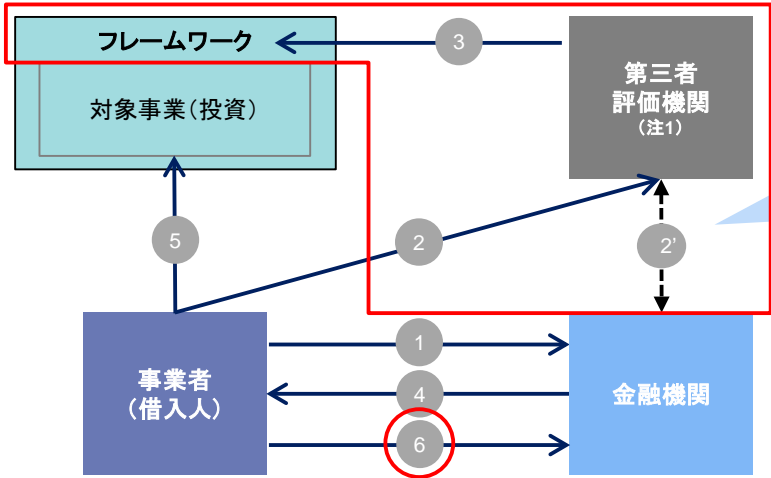 フレームワーク
3
第三者
評価機関
（注1）
対象事業（投資）
5
2
2’
1
事業者
（借入人）
4
金融機関
6